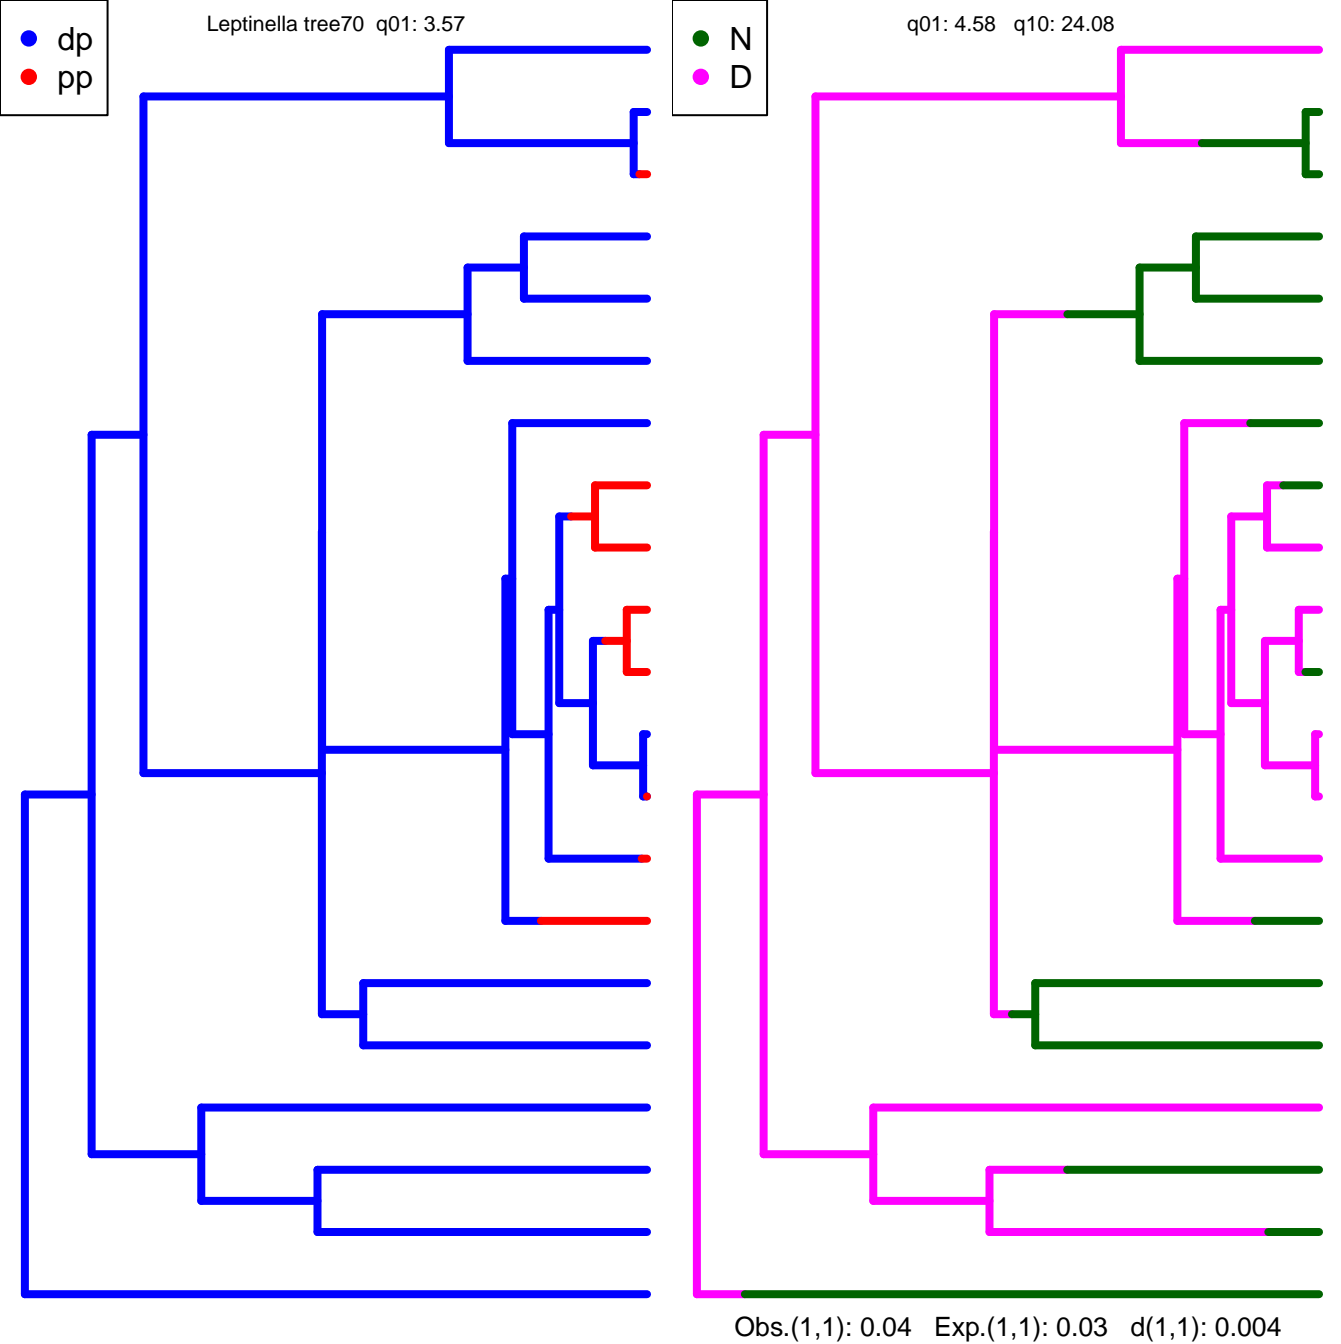 Leptinella tree70 q01: 3.57
dp
pp
q01: 4.58 q10: 24.08
N
D
Obs.(1,1): 0.04 Exp.(1,1): 0.03 d(1,1): 0.004